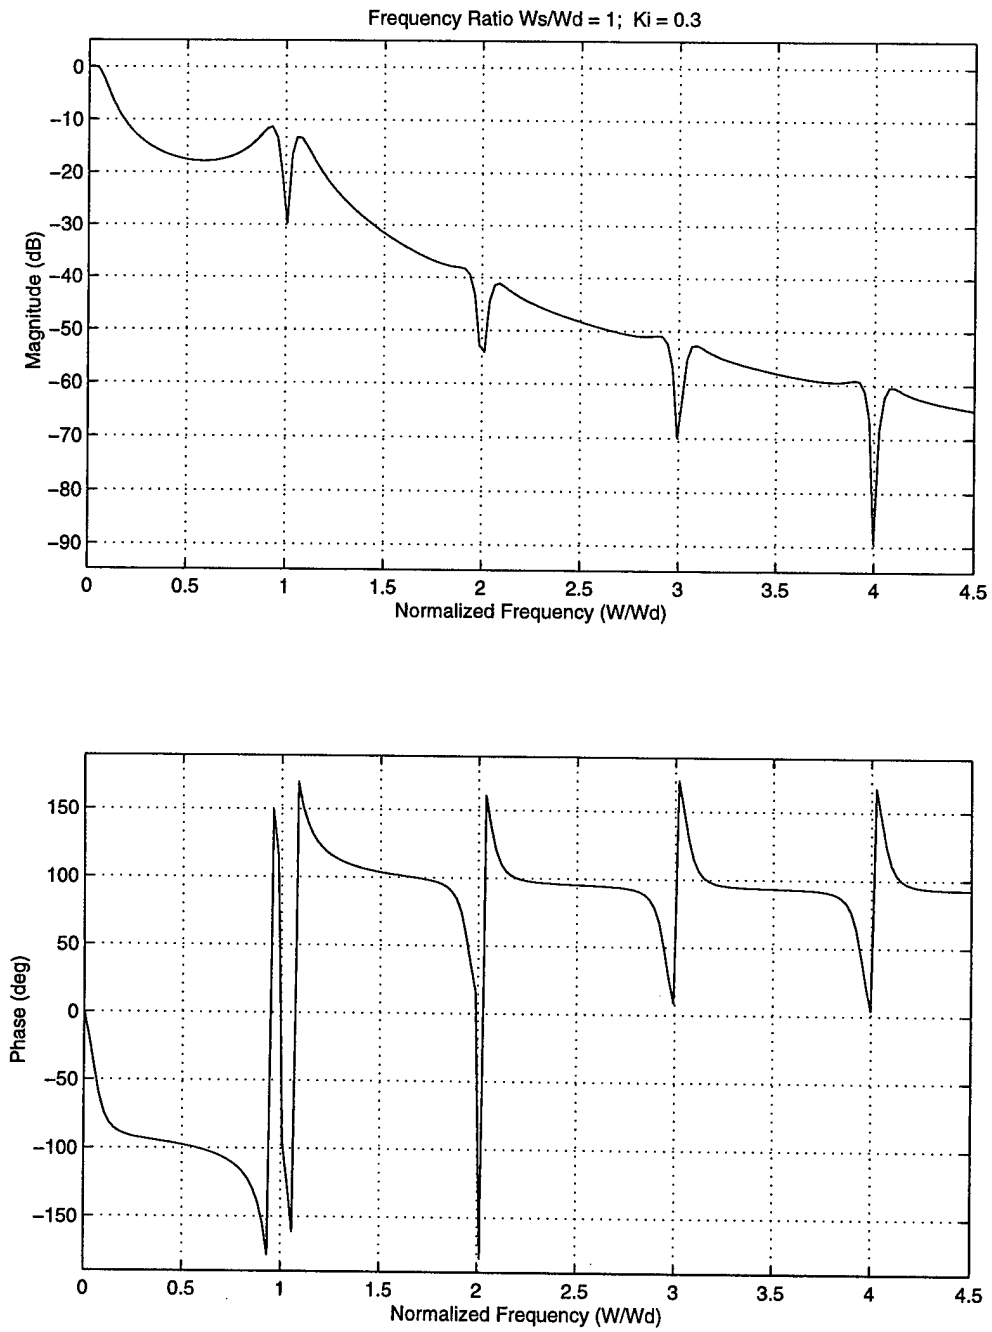 Frequency Ratio Ws/Wd = 1; Ki = 0.3
Magnitude (dB)
0
−10
−20
−30
−40
−50
−60
−70
−80
−90
0 0.5 1 1.5 2 2.5 3 3.5 4 4.5
Normalized Frequency (W/Wd)
Phase (deg)
150
100
50
0
−50
−100
−150
0 0.5 1 1.5 2 2.5 3 3.5 4 4.5
Normalized Frequency (W/Wd)